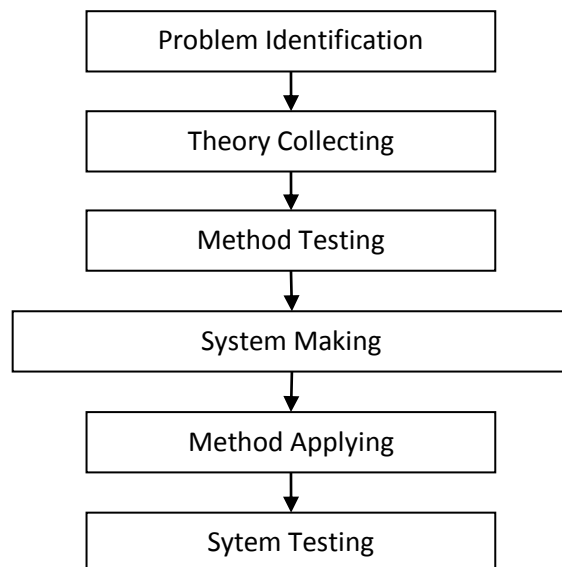 Problem Identification
Theory Collecting
Method Testing
System Making
Method Applying
Sytem Testing